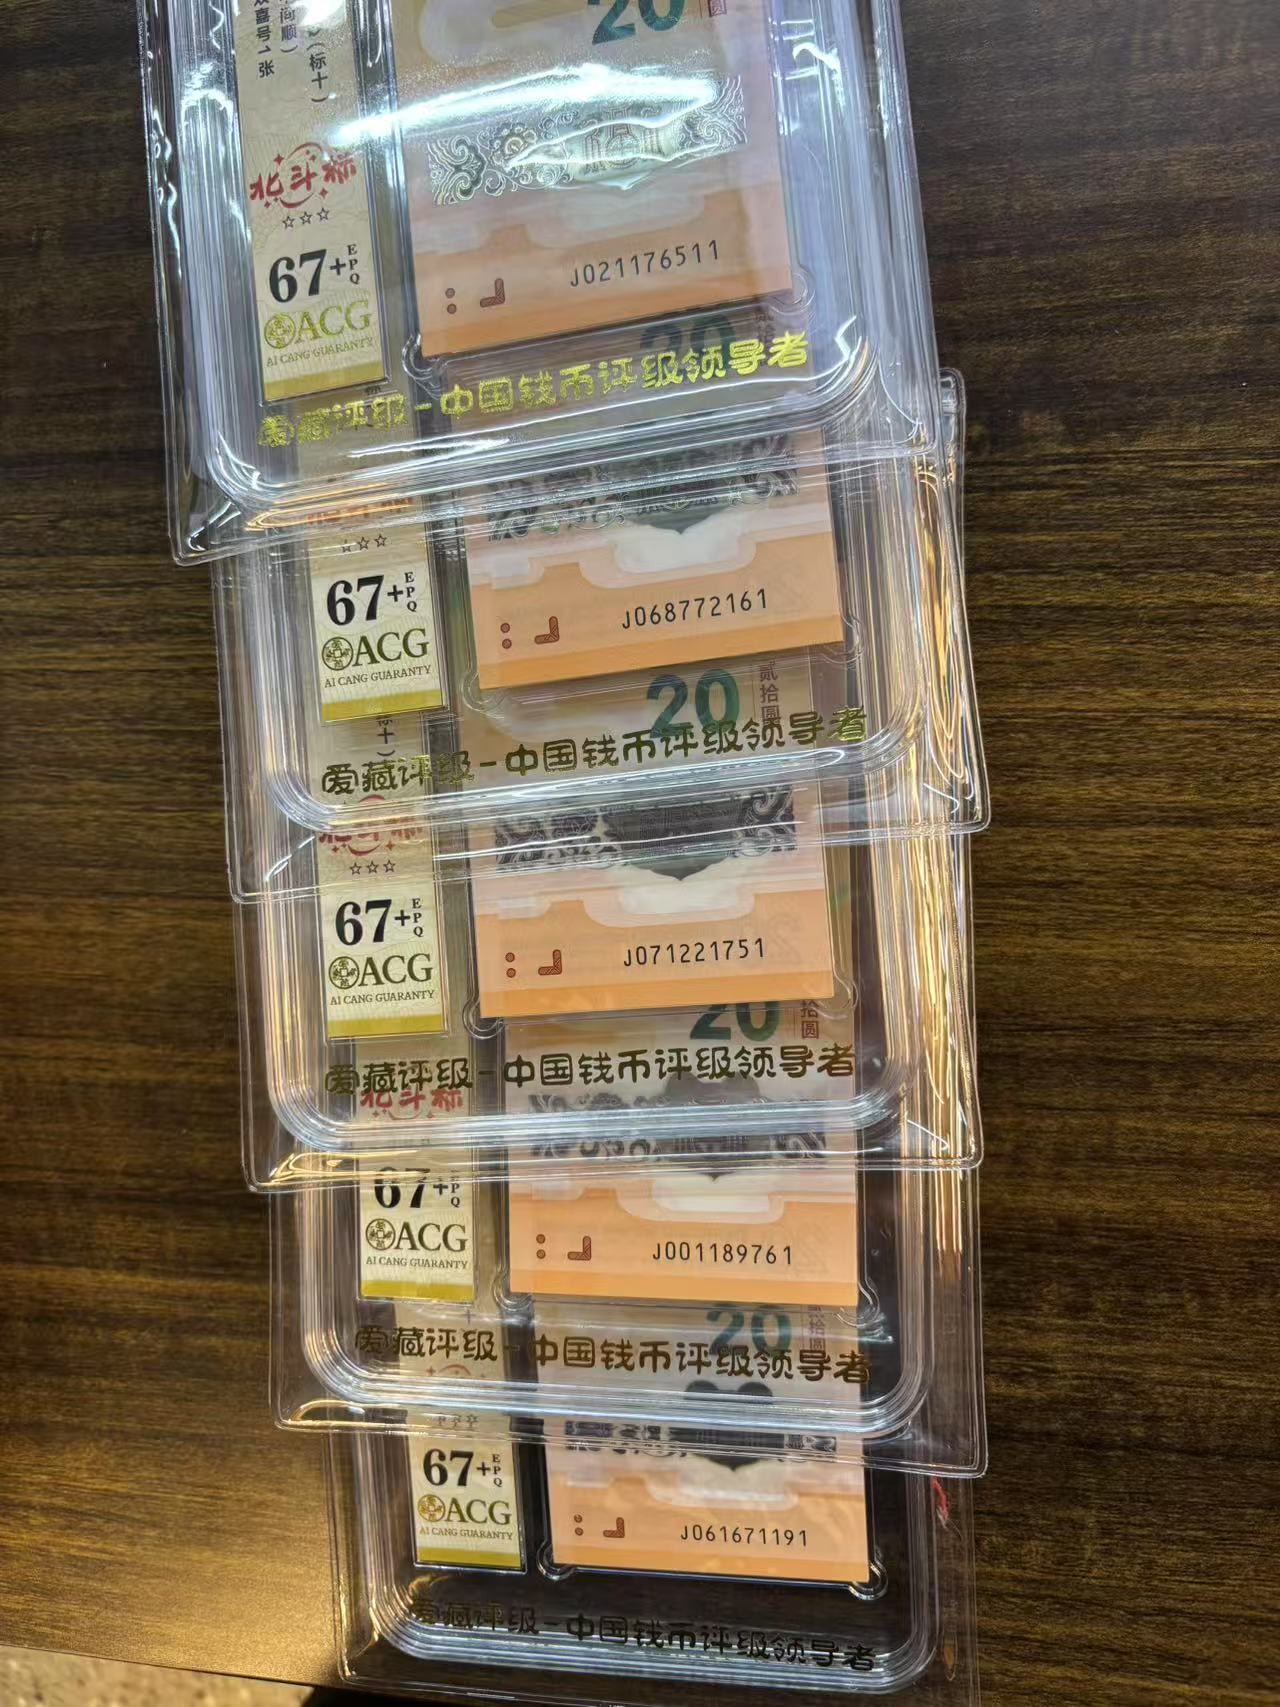 20
圆
号1张
顺）
（标十）
北斗标
☆☆☆
67+EPQ
ACG
AI CANG GUARANTY
J021176511
爱藏评级-中国钱币评级领导者
☆☆☆
67+EPQ
ACG
AI CANG GUARANTY
J068772161
20
贰拾圆
标十）
爱藏评级-中国钱币评级领导者
北斗标
☆☆☆
67+EPQ
ACG
AI CANG GUARANTY
J071221751
20
拾圆
爱藏评级-中国钱币评级领导者
北斗标
67+EPQ
ACG
AI CANG GUARANTY
J001189761
20
贰拾圆
爱藏评级-中国钱币评级领导者
67+EPQ
ACG
AI CANG GUARANTY
J061671191
爱藏评级-中国钱币评级领导者